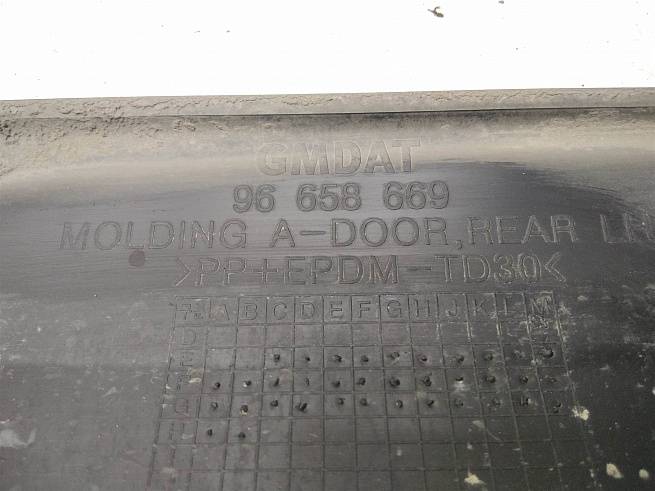 GMDAT
96 658 669
MOLDING A-DOOR, REAR
>PP+EPDM-TD30<
A B C D E F G H J K L M
D
E
F
G
H